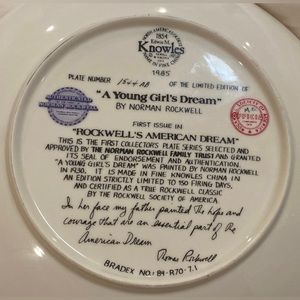 1854
Knowles
1985
PLATE NUMBER 1544 AB OF THE LIMITED EDITION OF
"A Young Girl's Dream"
BY NORMAN ROCKWELL
FIRST ISSUE IN
"ROCKWELL'S AMERICAN DREAM"
THIS IS THE FIRST COLLECTOR'S PLATE SERIES SELECTED AND
APPROVED BY THE NORMAN ROCKWELL FAMILY TRUST AND GRANTED
ITS SEAL OF ENDORSEMENT AND AUTHENTICATION.
"A YOUNG GIRL'S DREAM" WAS PAINTED BY NORMAN ROCKWELL
IN 1930. IT IS MADE IN FINE KNOWLES CHINA IN
AN EDITION STRICTLY LIMITED TO 150 FIRING DAYS,
AND CERTIFIED AS A TRUE ROCKWELL CLASSIC
BY THE ROCKWELL SOCIETY OF AMERICA.
In her face my father painted the hope and
courage that are an essential part of the
American Dream
Thomas Rockwell
BRADEX NO: 84-R70-7.1